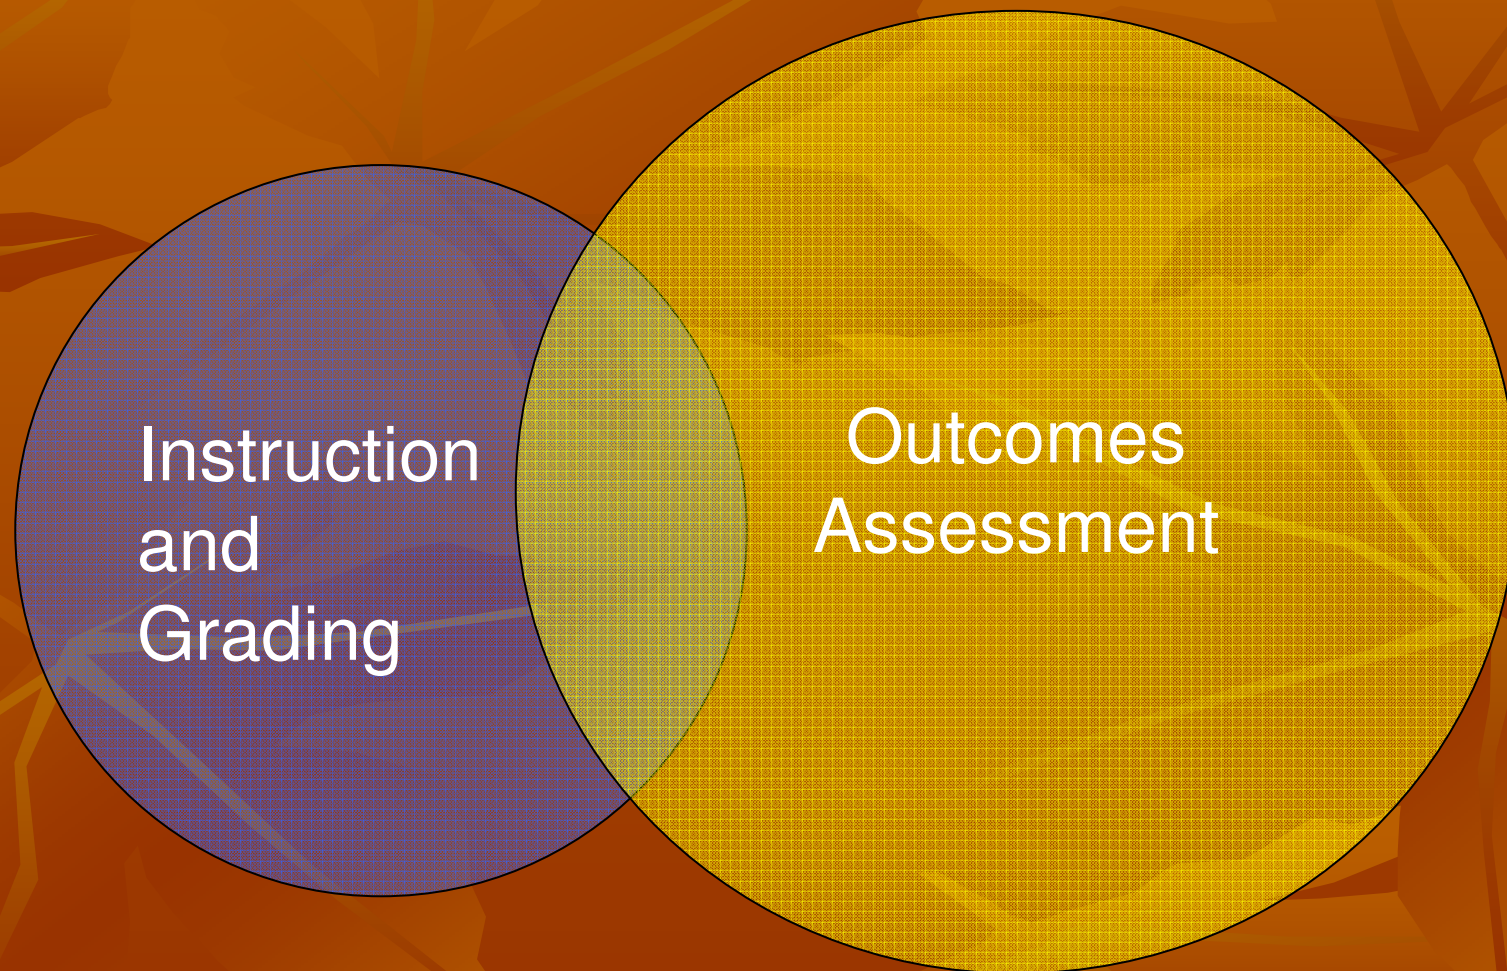 Instruction
and
Grading
Outcomes
Assessment